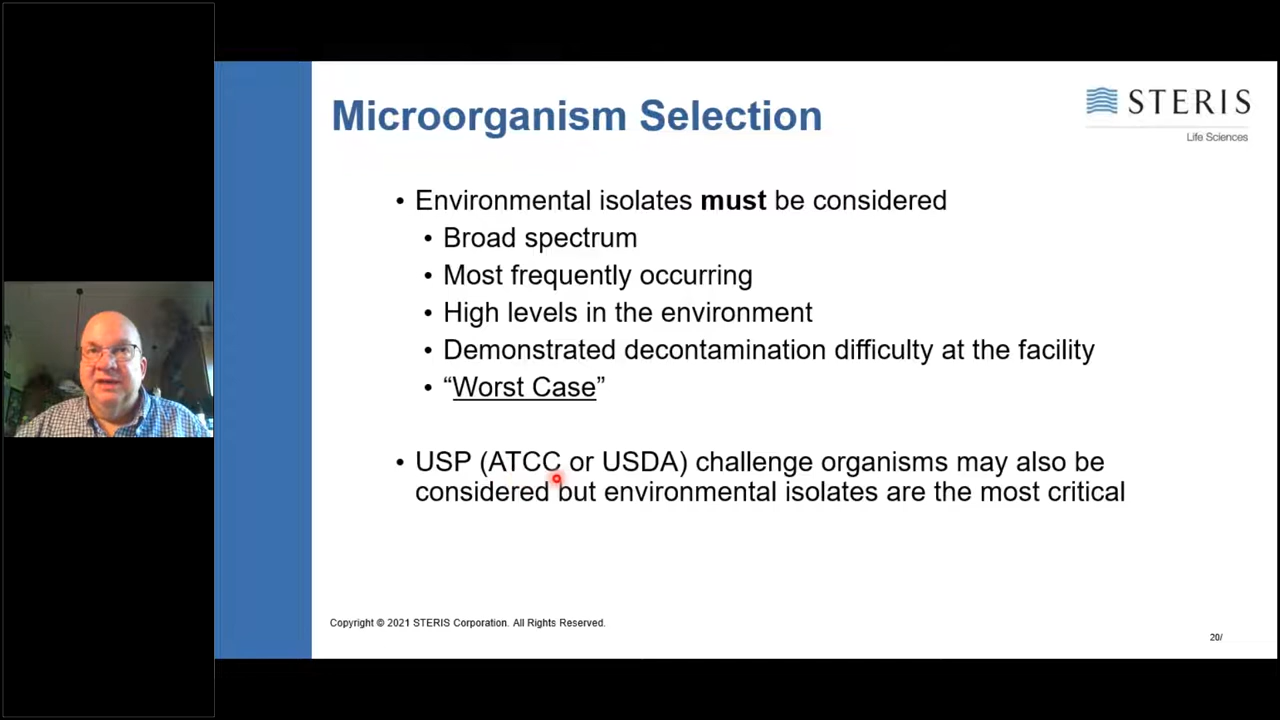 Microorganism Selection
STERIS
Life Sciences
• Environmental isolates must be considered
• Broad spectrum
• Most frequently occurring
• High levels in the environment
• Demonstrated decontamination difficulty at the facility
• “Worst Case”
• USP (ATCC or USDA) challenge organisms may also be
considered but environmental isolates are the most critical
Copyright © 2021 STERIS Corporation. All Rights Reserved.
20/